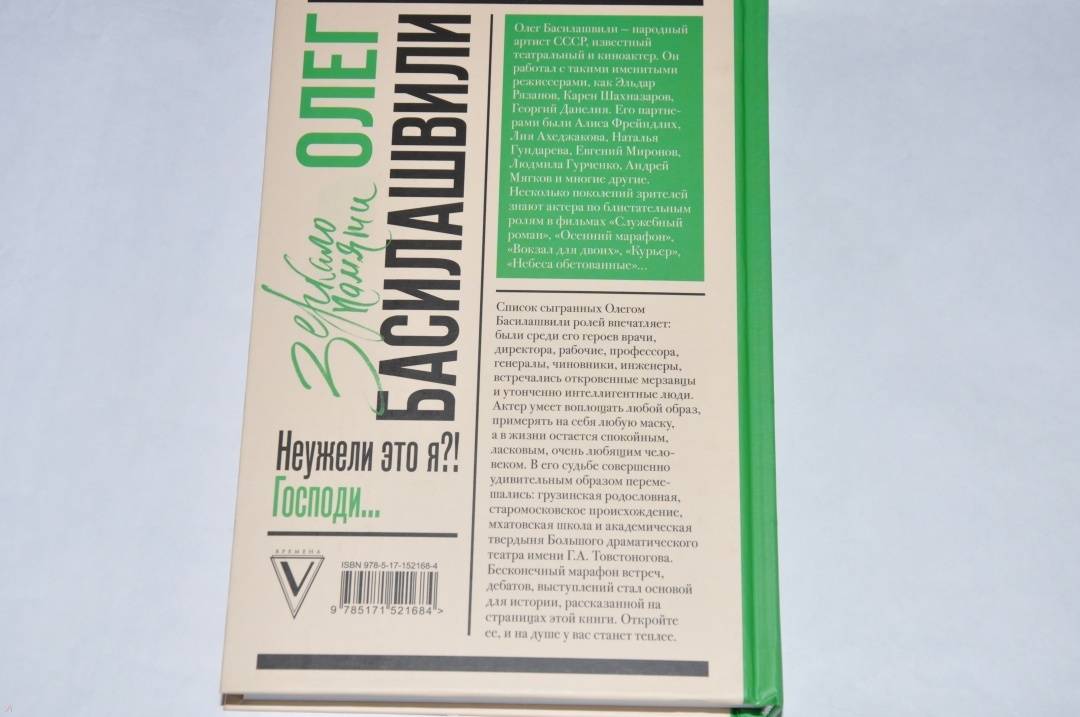 ОЛЕГ
БАСИЛАШВИЛИ
Зеркало
памяти
Неужели это я?!
Господи...
ВРЕМЕНА
V
ISBN 978-5-17-152168-4
9 785171 521684 >
Олег Басилашвили – народный
артист СССР, известный
театральный и киноактер. Он
работал с такими именитыми
режиссерами, как Эльдар
Рязанов, Карен Шахназаров,
Георгий Данелия. Его партне-
рами были Алиса Фрейндлих,
Лия Ахеджакова, Наталья
Гундарева, Евгений Миронов,
Людмила Гурченко, Андрей
Мягков и многие другие.
Несколько поколений зрителей
знают актера по блистательным
ролям в фильмах «Служебный
роман», «Осенний марафон»,
«Вокзал для двоих», «Курьер»,
«Небеса обетованные»...
Список сыгранных Олегом
Басилашвили ролей впечатляет:
были среди его героев врачи,
директора, рабочие, профессора,
генералы, чиновники, инженеры,
встречались откровенные мерзавцы
и утонченно интеллигентные люди.
Актер умеет воплощать любой образ,
примерять на себя любую маску,
а в жизни остается спокойным,
ласковым, очень любящим чело-
веком. В его судьбе совершенно
удивительным образом переме-
шались: грузинская родословная,
старомосковское происхождение,
мхатовская школа и академическая
твердыня Большого драматического
театра имени Г.А. Товстоногова.
Бесконечный марафон встреч,
дебатов, выступлений стал основой
для истории, рассказанной на
страницах этой книги. Откройте
ее, и на душе у вас станет теплее.